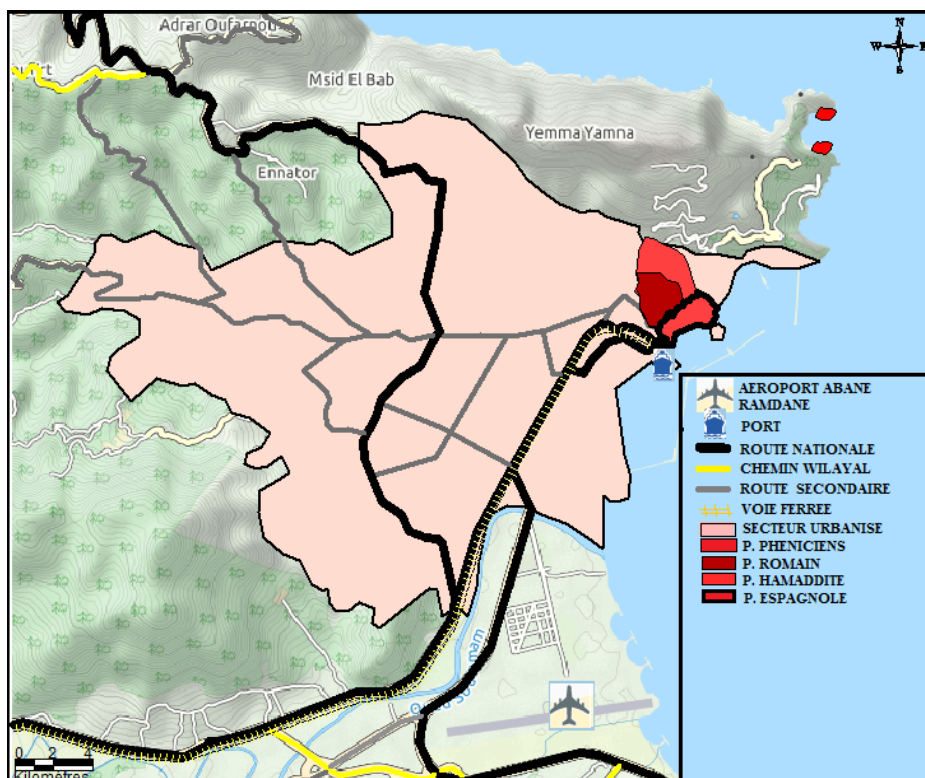 Adrar Oufarnou
N
W E
S
Msid El Bab
Yemma Yamna
Ennator
AEROPORT ABANE
RAMDANE
PORT
ROUTE NATIONALE
CHEMIN WILAYAL
ROUTE SECONDAIRE
VOIE FERREE
SECTEUR URBANISE
P. PHENICIENS
P. ROMAIN
P. HAMADDITE
P. ESPAGNOLE
0 2 4
Kilomètres